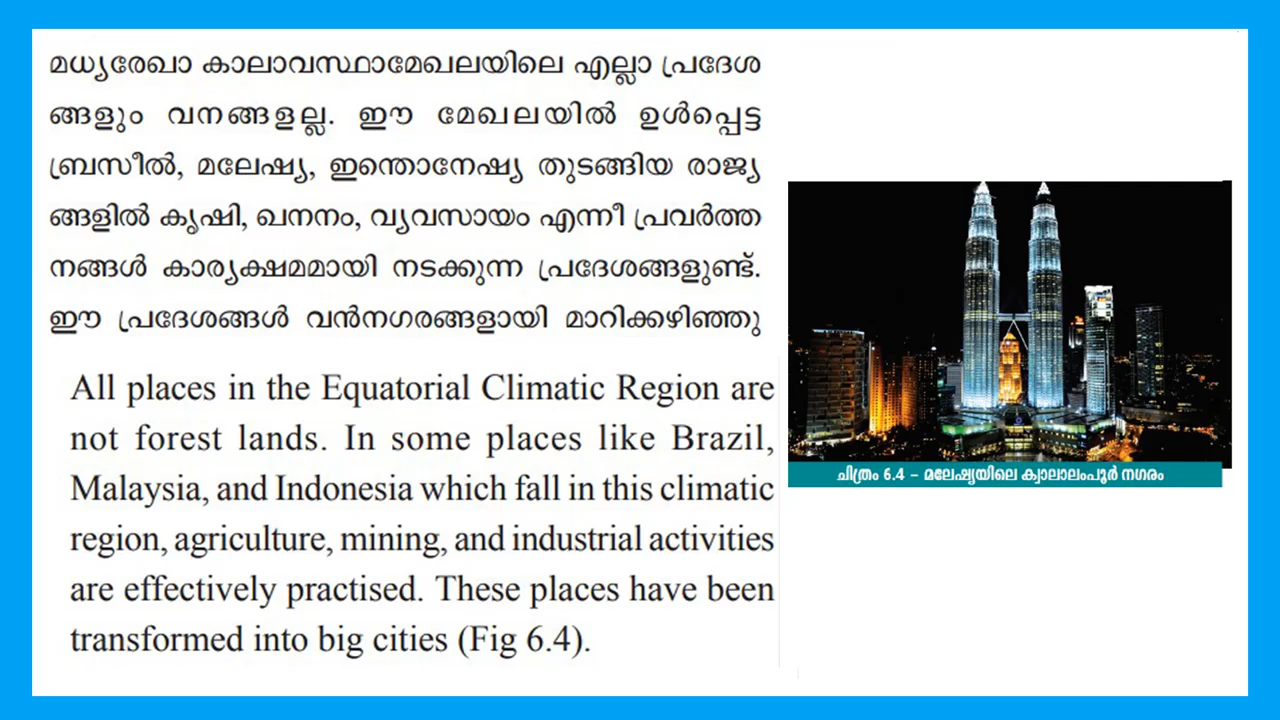 മധ്യരേഖാ കാലാവസ്ഥാമേഖലയിലെ എല്ലാ പ്രദേശ
ങ്ങളും വനങ്ങളല്ല. ഈ മേഖലയിൽ ഉൾപ്പെട്ട
ബ്രസീൽ, മലേഷ്യ, ഇന്തൊനേഷ്യ തുടങ്ങിയ രാജ്യ
ങ്ങളിൽ കൃഷി, ഖനനം, വ്യവസായം എന്നീ പ്രവർത്ത
നങ്ങൾ കാര്യക്ഷമമായി നടക്കുന്ന പ്രദേശങ്ങളുണ്ട്.
ഈ പ്രദേശങ്ങൾ വൻനഗരങ്ങളായി മാറിക്കഴിഞ്ഞു
All places in the Equatorial Climatic Region are
not forest lands. In some places like Brazil,
Malaysia, and Indonesia which fall in this climatic
region, agriculture, mining, and industrial activities
are effectively practised. These places have been
transformed into big cities (Fig 6.4).
ചിത്രം 6.4 – മലേഷ്യയിലെ ക്വാലാലംപൂർ നഗരം